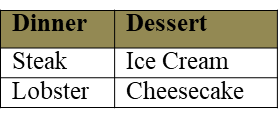 Dinner Dessert
Steak Ice Cream
Lobster Cheesecake